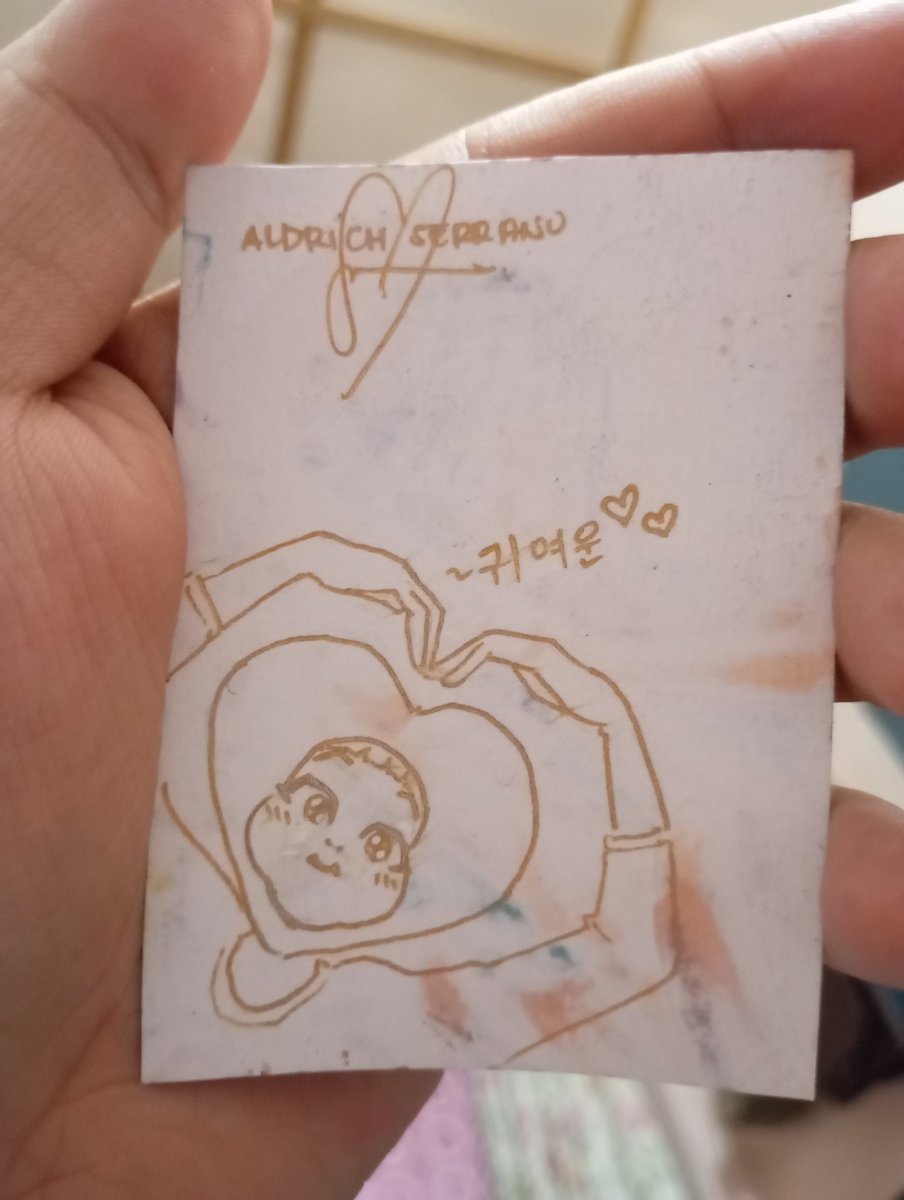 ALDRICH SERRANO
~귀여운♡♡